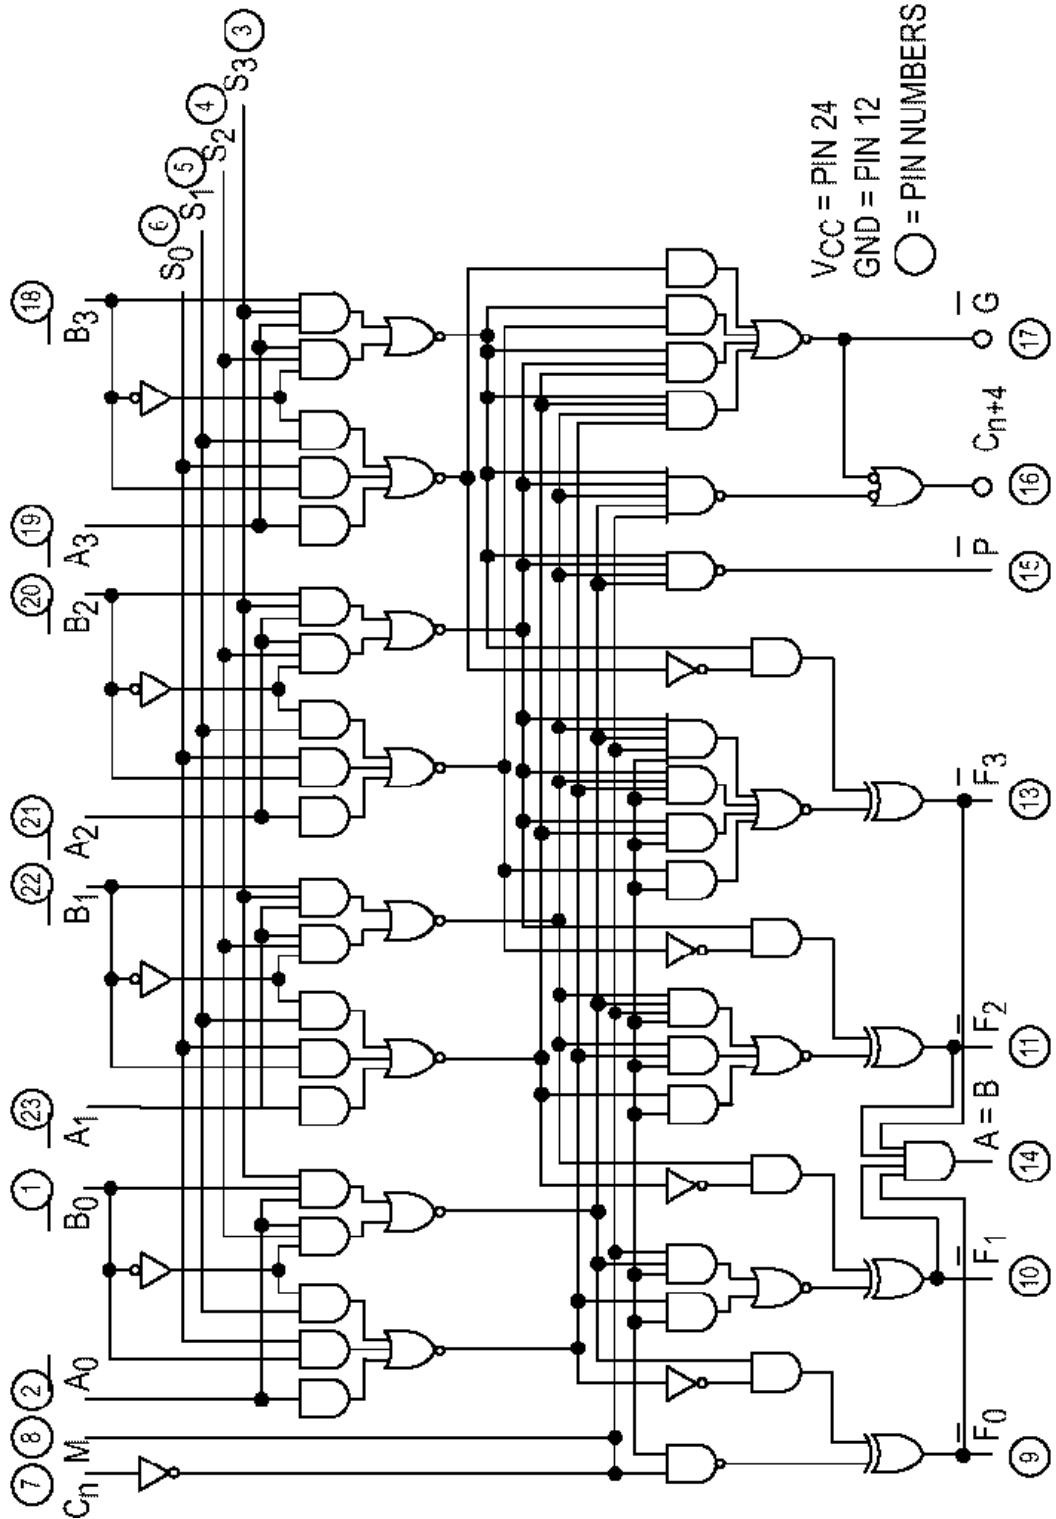 7
Cn
8
M
2
A0
1
B0
23
A1
22
B1
21
A2
20
B2
19
A3
18
B3
6
S0
5
S1
4
S2
3
S3
VCC = PIN 24
GND = PIN 12
= PIN NUMBERS
F0
9
F1
10
A = B
14
F2
11
F3
13
P
15
Cn+4
16
G
17